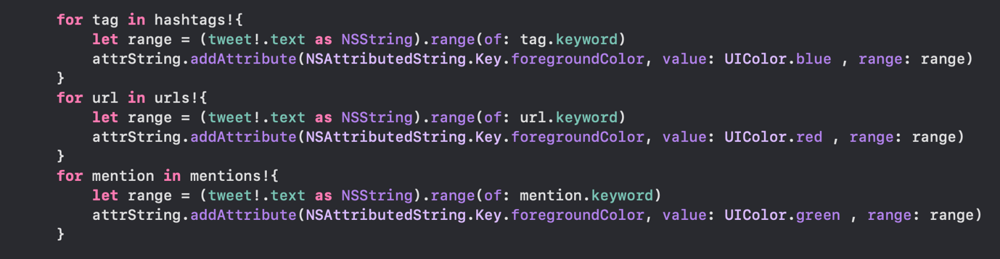 for tag in hashtags!{
let range = (tweet!.text as NSString).range(of: tag.keyword)
attrString.addAttribute(NSAttributedString.Key.foregroundColor, value: UIColor.blue , range: range)
}
for url in urls!{
let range = (tweet!.text as NSString).range(of: url.keyword)
attrString.addAttribute(NSAttributedString.Key.foregroundColor, value: UIColor.red , range: range)
}
for mention in mentions!{
let range = (tweet!.text as NSString).range(of: mention.keyword)
attrString.addAttribute(NSAttributedString.Key.foregroundColor, value: UIColor.green , range: range)
}